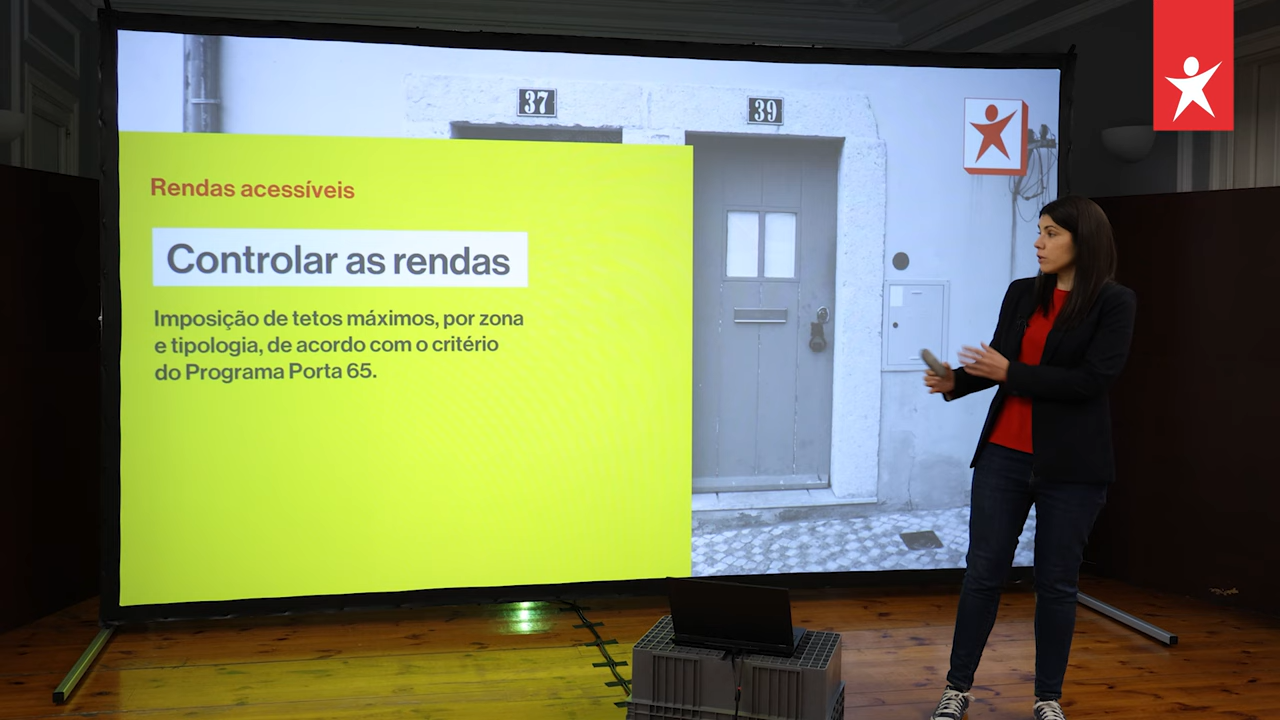 37
39
Rendas acessíveis
Controlar as rendas
Imposição de tetos máximos, por zona
e tipologia, de acordo com o critério
do Programa Porta 65.